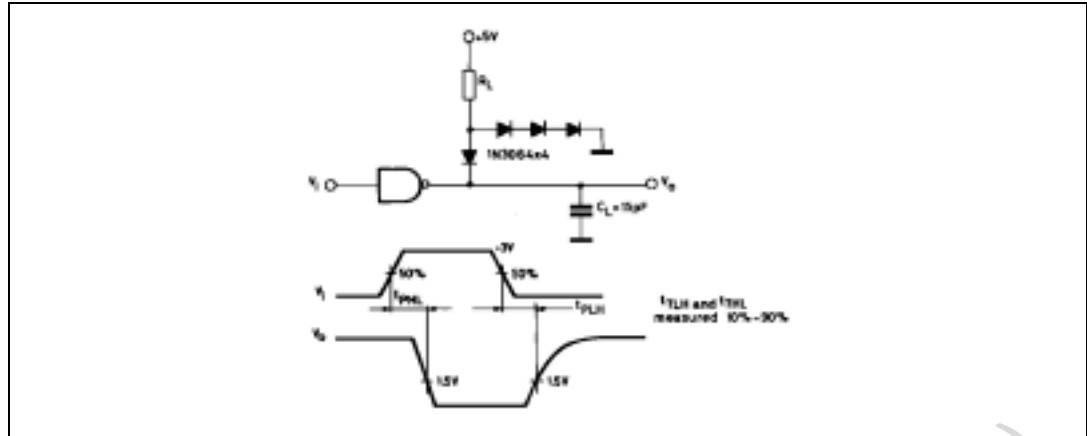 +5V
RL
1N3064x4
Vi
Vo
CL=15pF
~3V
50%
50%
Vi
tPHL
tPLH
tTLH and tTHL
measured 10%~90%
Vo
1.5V
1.5V